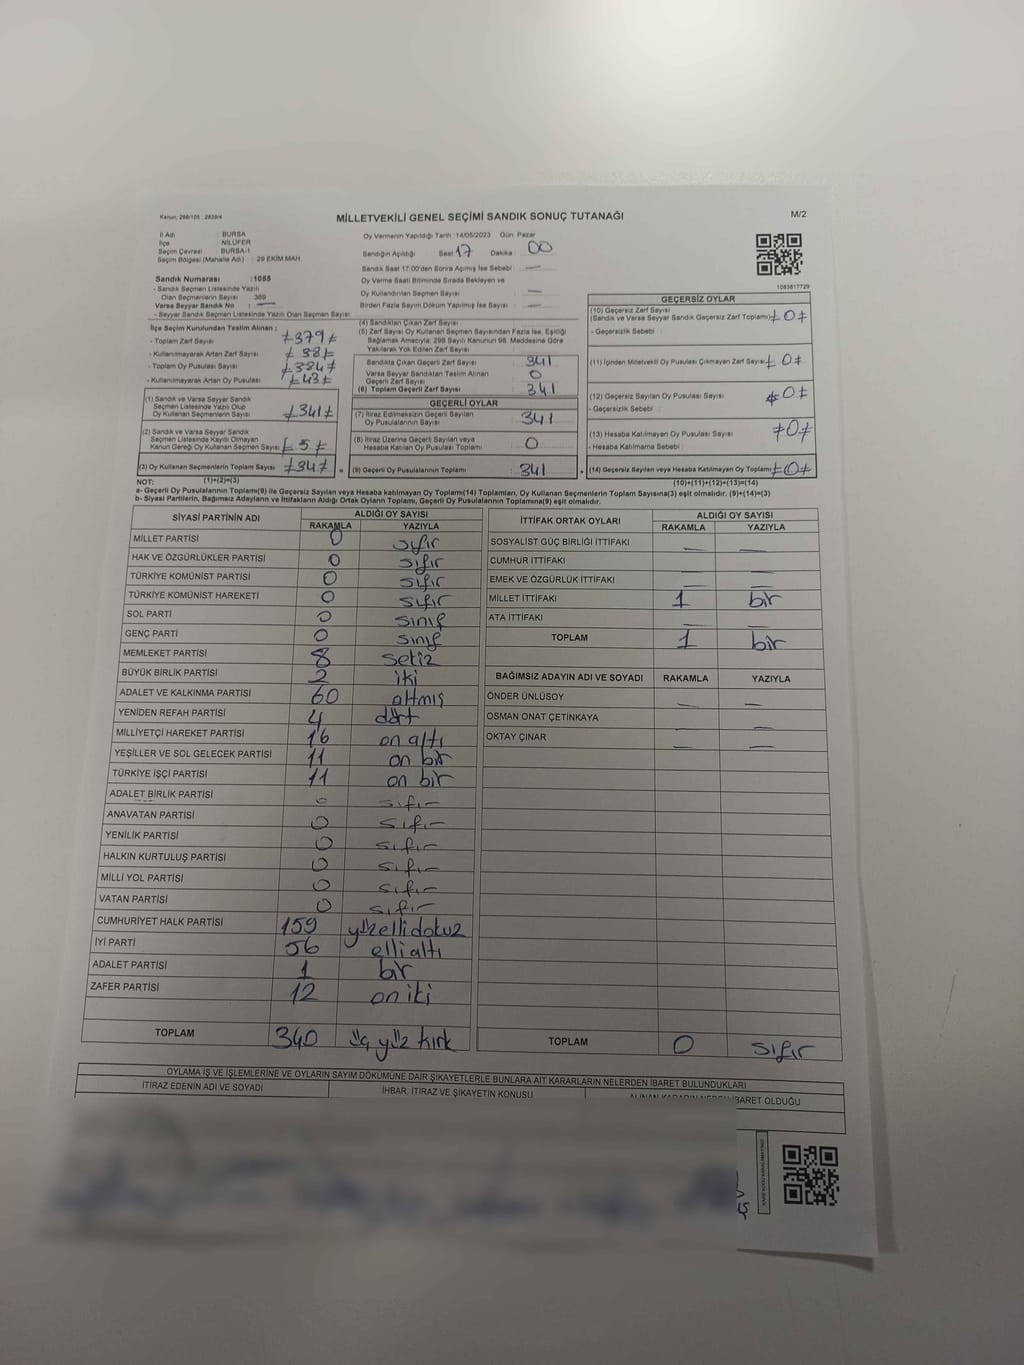 Kanun, 298/105 : 2839/4
MİLLETVEKİLİ GENEL SEÇİMİ SANDIK SONUÇ TUTANAĞI
M/2
İl Adı : BURSA
İlçe : NİLÜFER
Seçim Çevresi : BURSA-1
Seçim Bölgesi (Mahalle Adı.) : 29 EKİM MAH.
Sandık Numarası :1055
- Sandık Seçmen Listesinde Yazılı
Olan Seçmenlerin Sayısı : 369
Varsa Seyyar Sandık No : —
- Seyyar Sandık Seçmen Listesinde Yazılı Olan Seçmen Sayısı:
İlçe Seçim Kurulundan Teslim Alınan ;
- Toplam Zarf Sayısı ≠379≠
- Kullanılmayarak Artan Zarf Sayısı ≠38≠
- Toplam Oy Pusulası Sayısı ≠384≠
- Kullanılmayarak Artan Oy Pusulası ≠43≠
(1) Sandık ve Varsa Seyyar Sandık
Seçmen Listesinde Yazılı Olup
Oy Kullanan Seçmenlerin Sayısı ≠341≠
(2) Sandık ve Varsa Seyyar Sandık
Seçmen Listesinde Kayıtlı Olmayan
Kanun Gereği Oy Kullanan Seçmen Sayısı ≠5≠
(3) Oy Kullanan Seçmenlerin Toplam Sayısı ≠347≠
(1)+(2)=(3)
Oy Vermenin Yapıldığı Tarih :14/05/2023 Gün Pazar
Sandığın Açıldığı Saat 17 Dakika 00
Sandık Saat 17:00'den Sonra Açılmış İse Sebebi : —
Oy Verme Saati Bitiminde Sırada Bekleyen ve
Oy Kullandırılan Seçmen Sayısı : —
Birden Fazla Sayım Döküm Yapılmış İse Sayısı : —
(4) Sandıktan Çıkan Zarf Sayısı
(5) Zarf Sayısı Oy Kullanan Seçmen Sayısından Fazla İse, Eşitliği
Bağlamak Amacıyla; 298 Sayılı Kanunun 98. Maddesine Göre
Yakılarak Yok Edilen Zarf Sayısı
Sandıkta Çıkan Geçerli Zarf Sayısı 341
Varsa Seyyar Sandıktan Teslim Alınan
Geçerli Zarf Sayısı 0
(6) Toplam Geçerli Zarf Sayısı 341
GEÇERLİ OYLAR
(7) İtiraz Edilmeksizin Geçerli Sayılan
Oy Pusulasının Sayısı 341
(8) İtiraz Üzerine Geçerli Sayılan veya
Hesaba Katılan Oy Pusulası Toplamı 0
= (9) Geçerli Oy Pusulalarının Toplamı 341 +
1083817729
GEÇERSİZ OYLAR
(10) Geçersiz Zarf Sayısı
(Sandık ve Varsa Seyyar Sandık Geçersiz Zarf Toplamı) ≠0≠
- Geçersizlik Sebebi :
(11) İçinden Milletvekili Oy Pusulası Çıkmayan Zarf Sayısı ≠0≠
(12) Geçersiz Sayılan Oy Pusulası Sayısı ≠0≠
- Geçersizlik Sebebi :
(13) Hesaba Katılmayan Oy Pusulası Sayısı ≠0≠
- Hesaba Katılmama Sebebi :
(14) Geçersiz Sayılan veya Hesaba Katılmayan Oy Toplamı ≠0≠
(10)+(11)+(12)+(13)=(14)
NOT:
a- Geçerli Oy Pusulalarının Toplamı(9) ile Geçersiz Sayılan veya Hesaba katılmayan Oy Toplam(14) Toplamları, Oy Kullanan Seçmenlerin Toplam Sayısına(3) eşit olmalıdır. (9)+(14)=(3)
b- Siyasi Partilerin, Bağımsız Adayların ve İttifakların Aldığı Ortak Oyların Toplamı, Geçerli Oy Pusulalarının Toplamına(9) eşit olmalıdır.
SİYASİ PARTİNİN ADI ALDIĞI OY SAYISI
RAKAMLA YAZIYLA
MİLLET PARTİSİ 0 sıfır
HAK VE ÖZGÜRLÜKLER PARTİSİ 0 sıfır
TÜRKİYE KOMÜNİST PARTİSİ 0 sıfır
TÜRKİYE KOMÜNİST HAREKETİ 0 sıfır
SOL PARTİ 0 sınıf
GENÇ PARTİ 0 sınıf
MEMLEKET PARTİSİ 8 sekiz
BÜYÜK BİRLİK PARTİSİ 2 iki
ADALET VE KALKINMA PARTİSİ 60 altmış
YENİDEN REFAH PARTİSİ 4 dört
MİLLİYETÇİ HAREKET PARTİSİ 16 on altı
YEŞİLLER VE SOL GELECEK PARTİSİ 11 on bir
TÜRKİYE İŞÇİ PARTİSİ 11 on bir
ADALET BİRLİK PARTİSİ 0 sıfır
ANAVATAN PARTİSİ 0 sıfır
YENİLİK PARTİSİ 0 sıfır
HALKIN KURTULUŞ PARTİSİ 0 sıfır
MİLLİ YOL PARTİSİ 0 sıfır
VATAN PARTİSİ 0 sıfır
CUMHURİYET HALK PARTİSİ 159 yüzellidokuz
İYİ PARTİ 56 elli altı
ADALET PARTİSİ 1 bir
ZAFER PARTİSİ 12 on iki
TOPLAM 340 üç yüz kırk
İTTİFAK ORTAK OYLARI ALDIĞI OY SAYISI
RAKAMLA YAZIYLA
SOSYALİST GÜÇ BİRLİĞİ İTTİFAKI — —
CUMHUR İTTİFAKI — —
EMEK VE ÖZGÜRLÜK İTTİFAKI — —
MİLLET İTTİFAKI 1 bir
ATA İTTİFAKI — —
TOPLAM 1 bir
BAĞIMSIZ ADAYIN ADI VE SOYADI RAKAMLA YAZIYLA
ÖNDER ÜNLÜSOY — —
OSMAN ONAT ÇETİNKAYA — —
OKTAY ÇINAR — —
TOPLAM 0 sıfır
OYLAMA İŞ VE İŞLEMLERİNE VE OYLARIN SAYIM DÖKÜMÜNE DAİR ŞİKAYETLERLE BUNLARA AİT KARARLARIN NELERDEN İBARET BULUNDUKLARI
İTİRAZ EDENİN ADI VE SOYADI İHBAR, İTİRAZ VE ŞİKAYETİN KONUSU ALINAN KARARIN NEDEN İBARET OLDUĞU